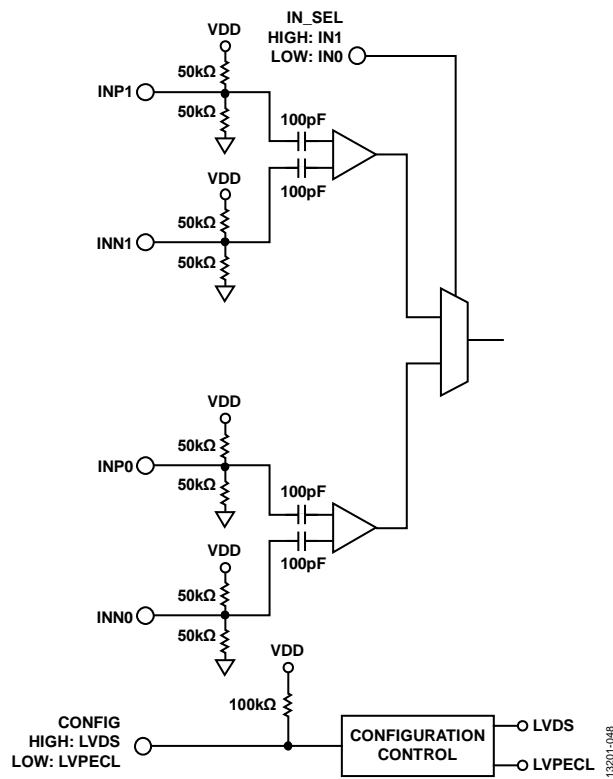 IN_SEL
HIGH: IN1
LOW: IN0
VDD
50kΩ
INP1
50kΩ
100pF
VDD
100pF
50kΩ
INN1
50kΩ
VDD
50kΩ
INP0
50kΩ
100pF
VDD
100pF
50kΩ
INN0
50kΩ
VDD
100kΩ
CONFIG
HIGH: LVDS
LOW: LVPECL
CONFIGURATION
CONTROL
LVDS
LVPECL
13201-048